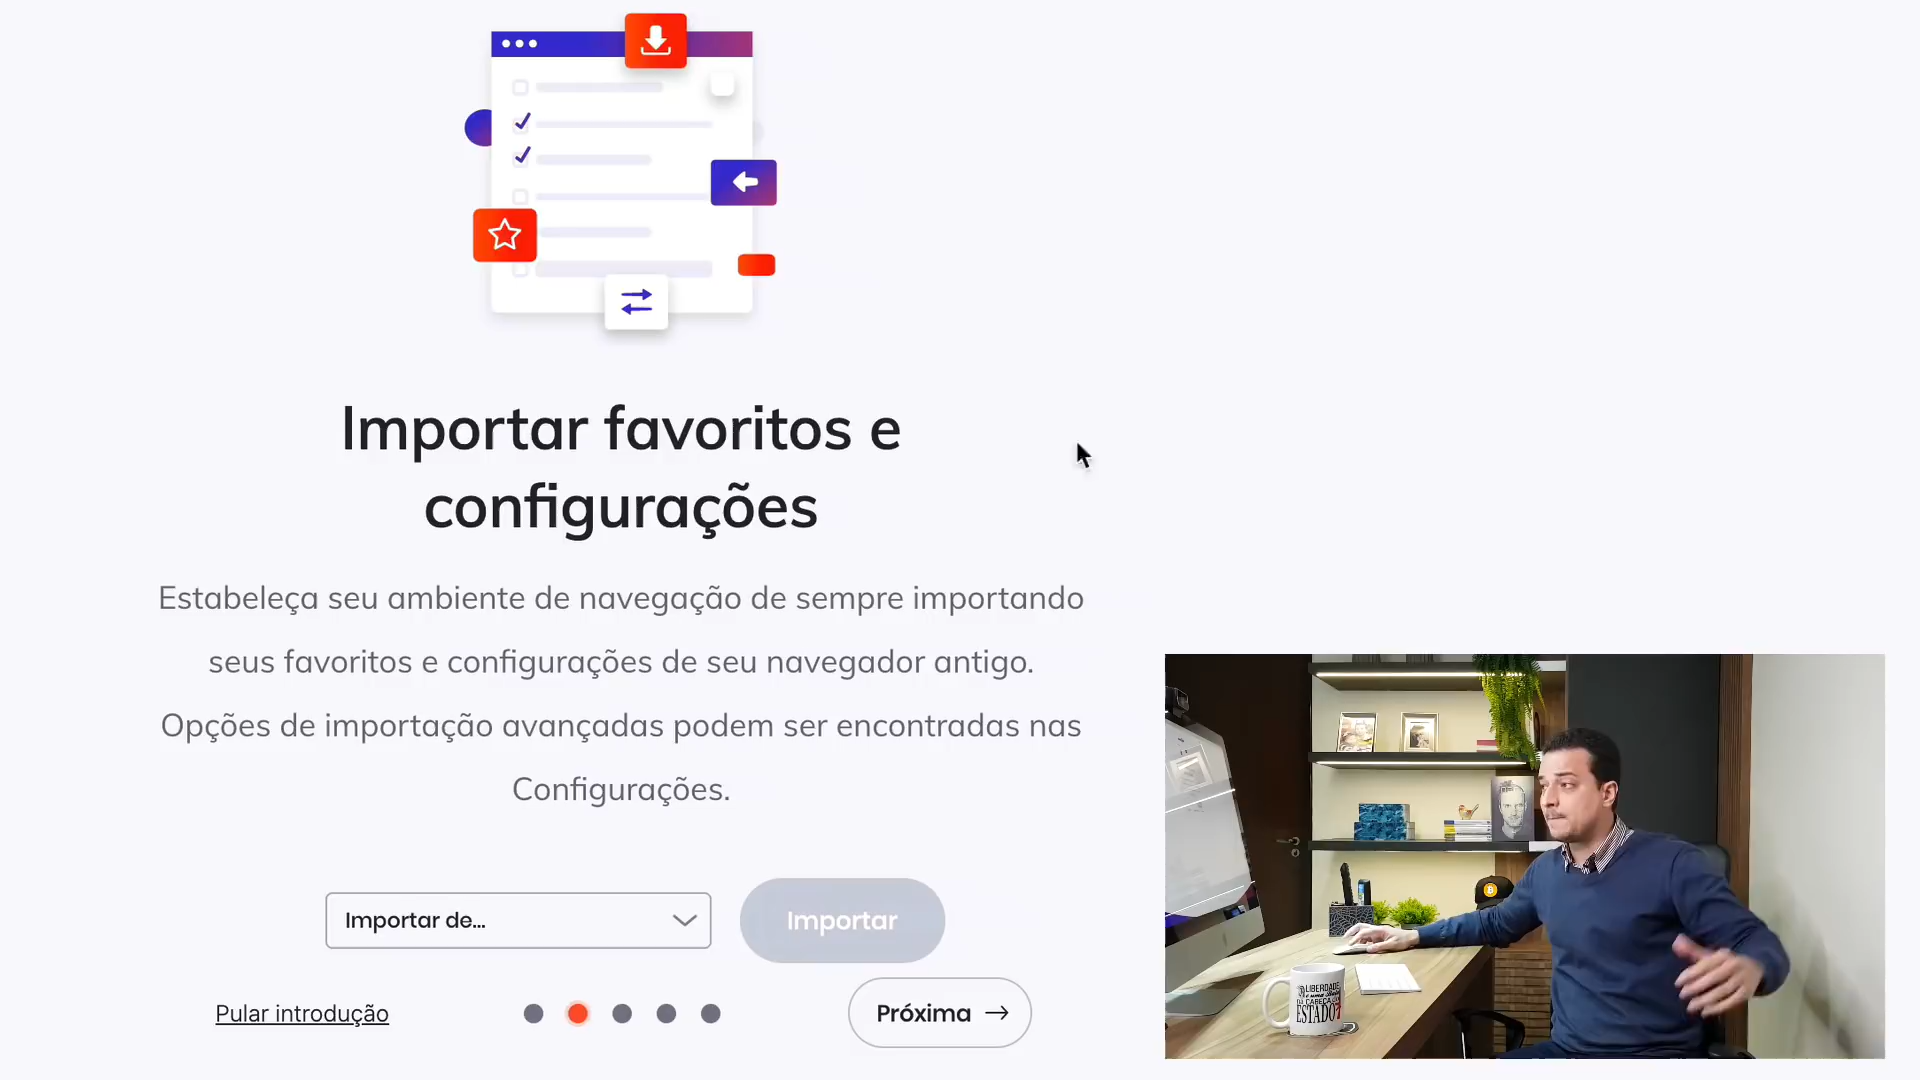 Importar favoritos e
configurações
Estabeleça seu ambiente de navegação de sempre importando
seus favoritos e configurações de seu navegador antigo.
Opções de importação avançadas podem ser encontradas nas
Configurações.
Importar de...
Importar
Pular introdução
Próxima
LIBERDADE
CABEÇA
ESTADO